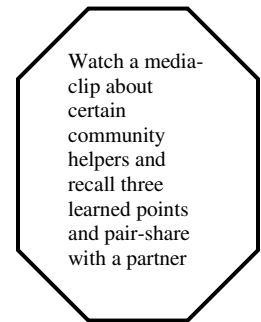 Watch a media-
clip about
certain
community
helpers and
recall three
learned points
and pair-share
with a partner